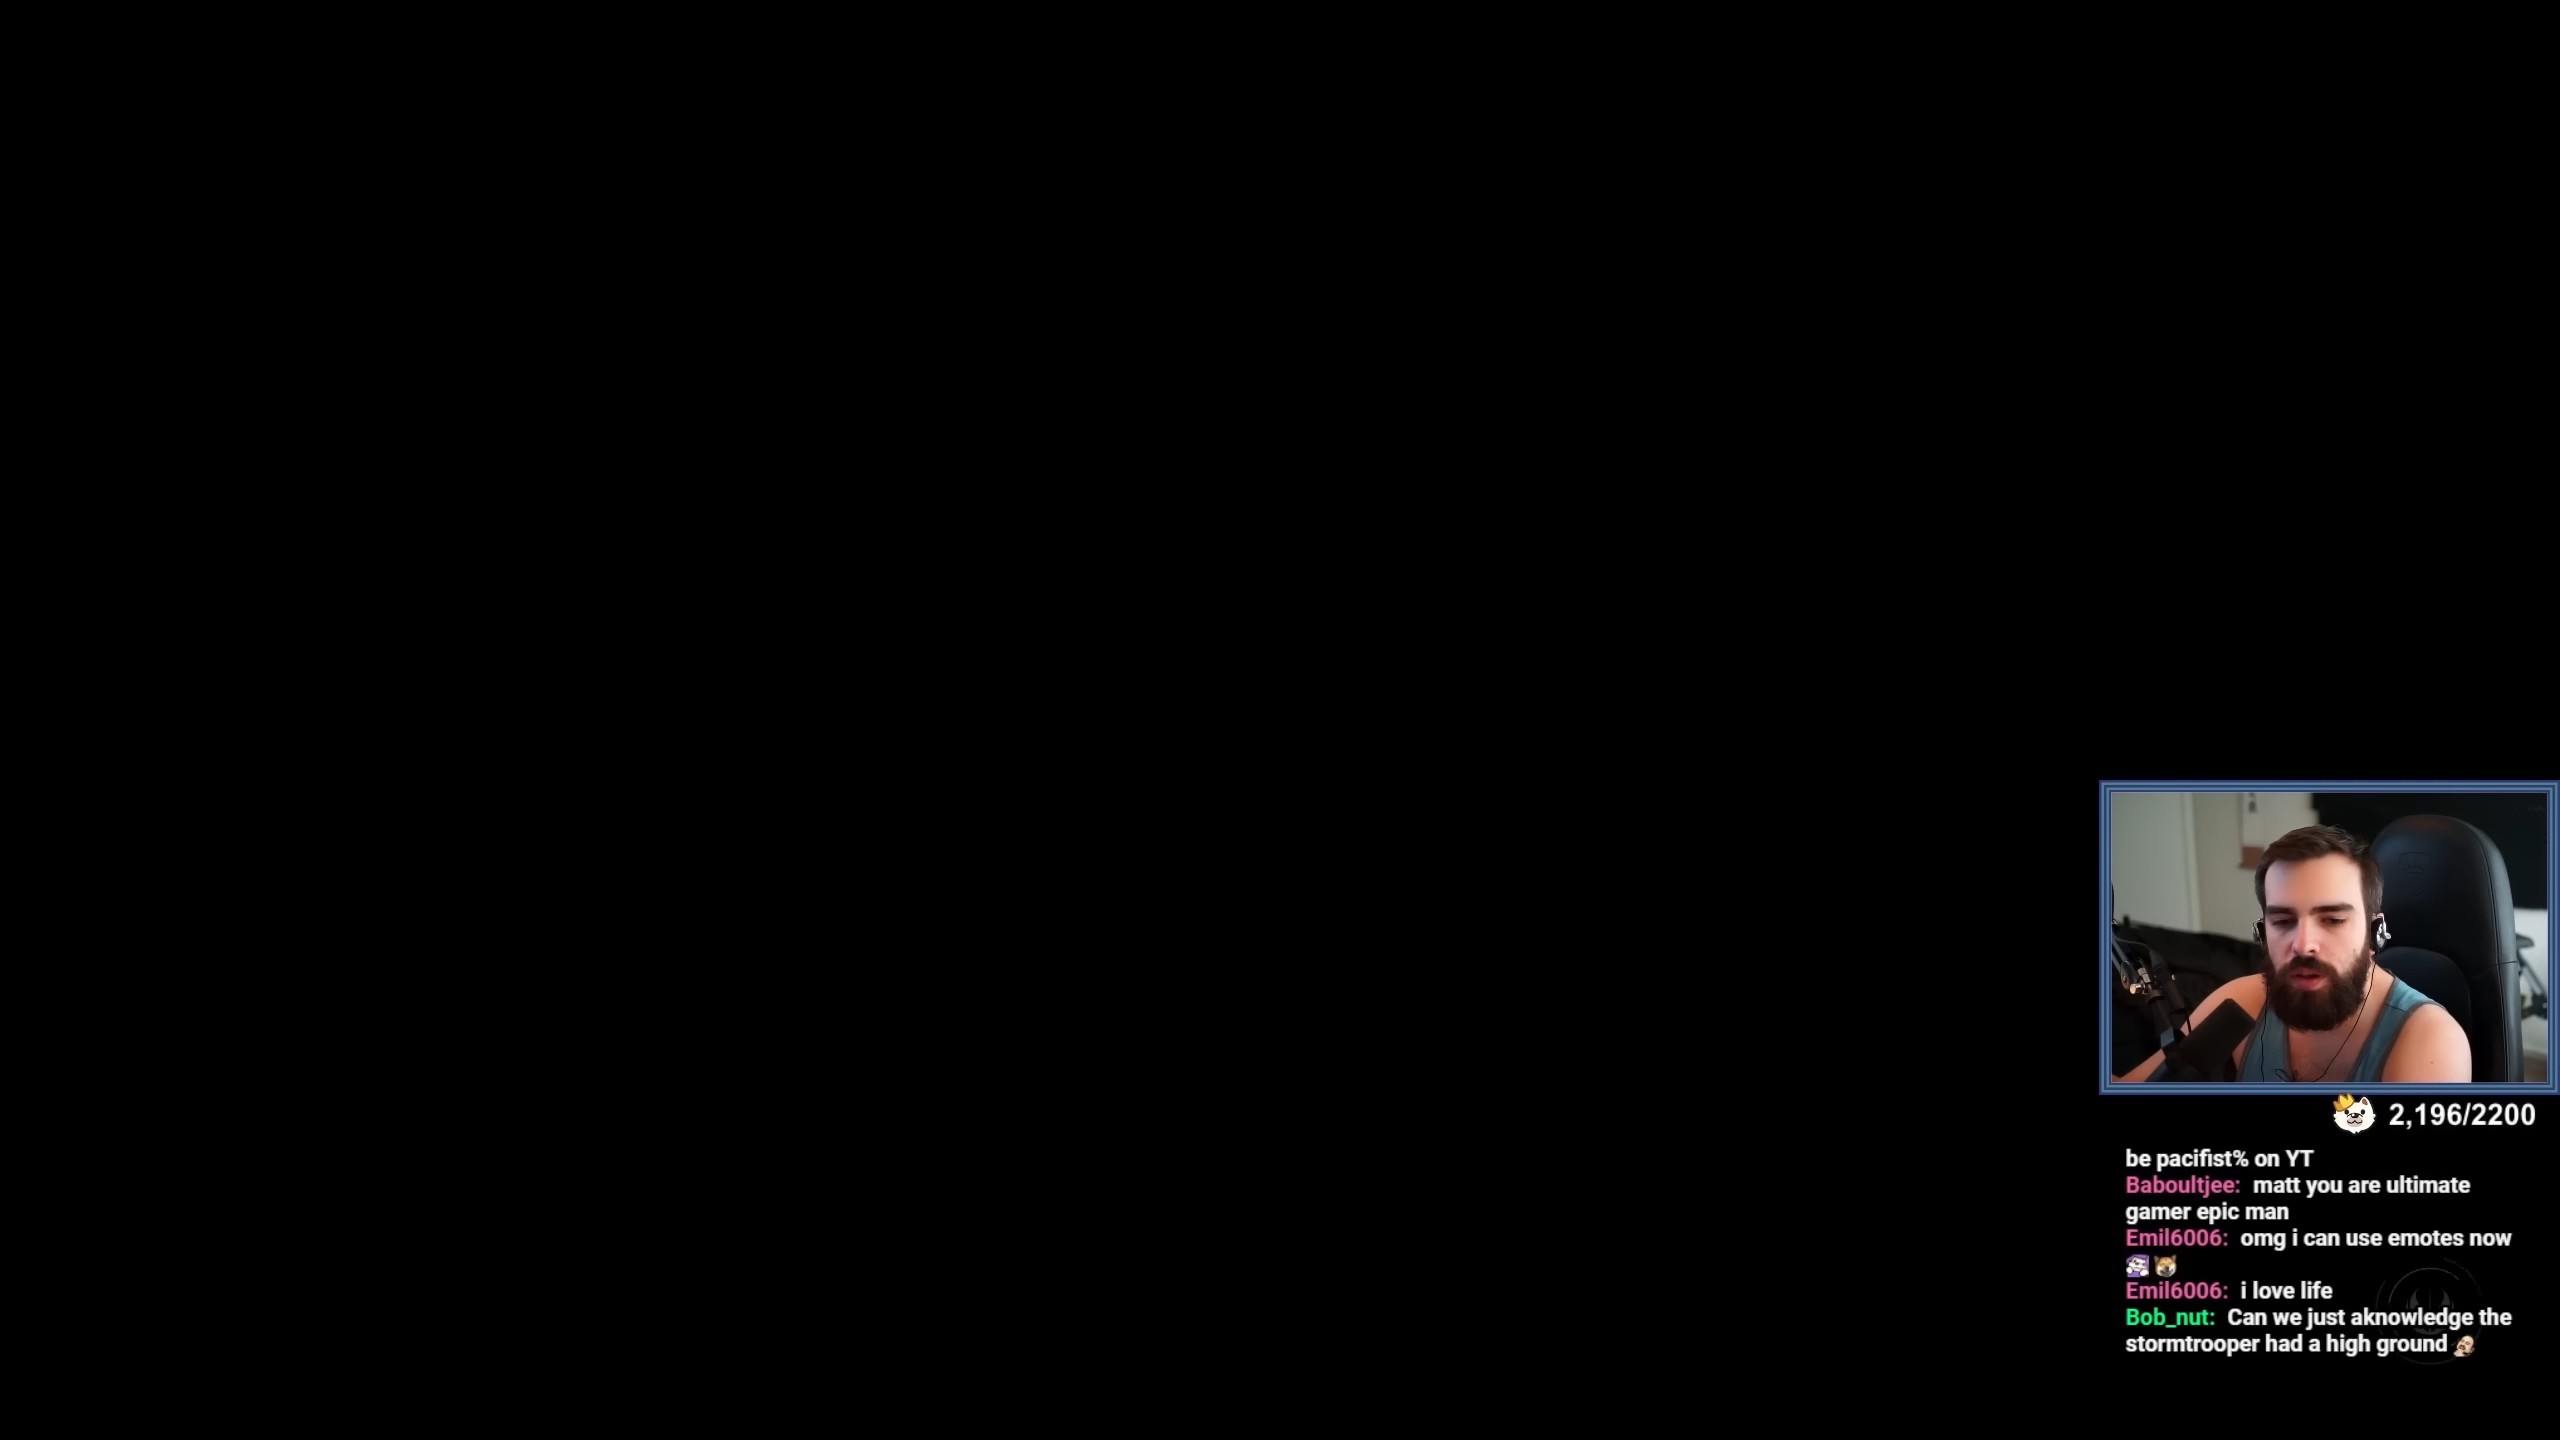 2,196/2200
be pacifist% on YT
Baboultjee: matt you are ultimate
gamer epic man
Emil6006: omg i can use emotes now
Emil6006: i love life
Bob_nut: Can we just aknowledge the
stormtrooper had a high ground